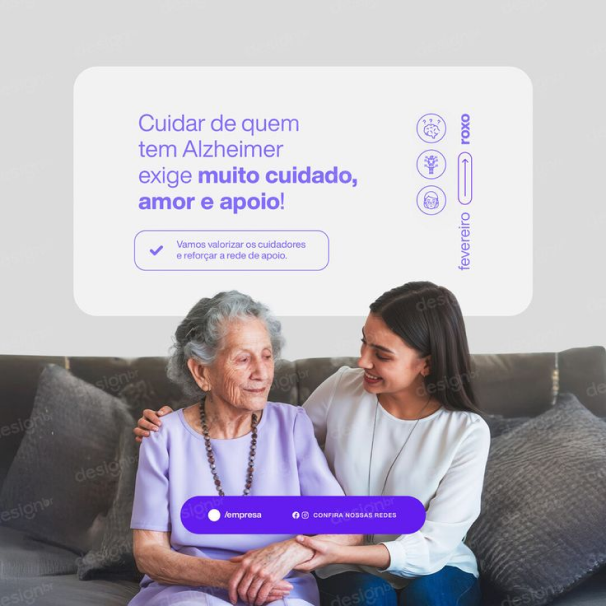 Cuidar de quem
tem Alzheimer
exige muito cuidado,
amor e apoio!
Vamos valorizar os cuidadores
e reforçar a rede de apoio.
fevereiro roxo
/empresa
CONFIRA NOSSAS REDES
designbr